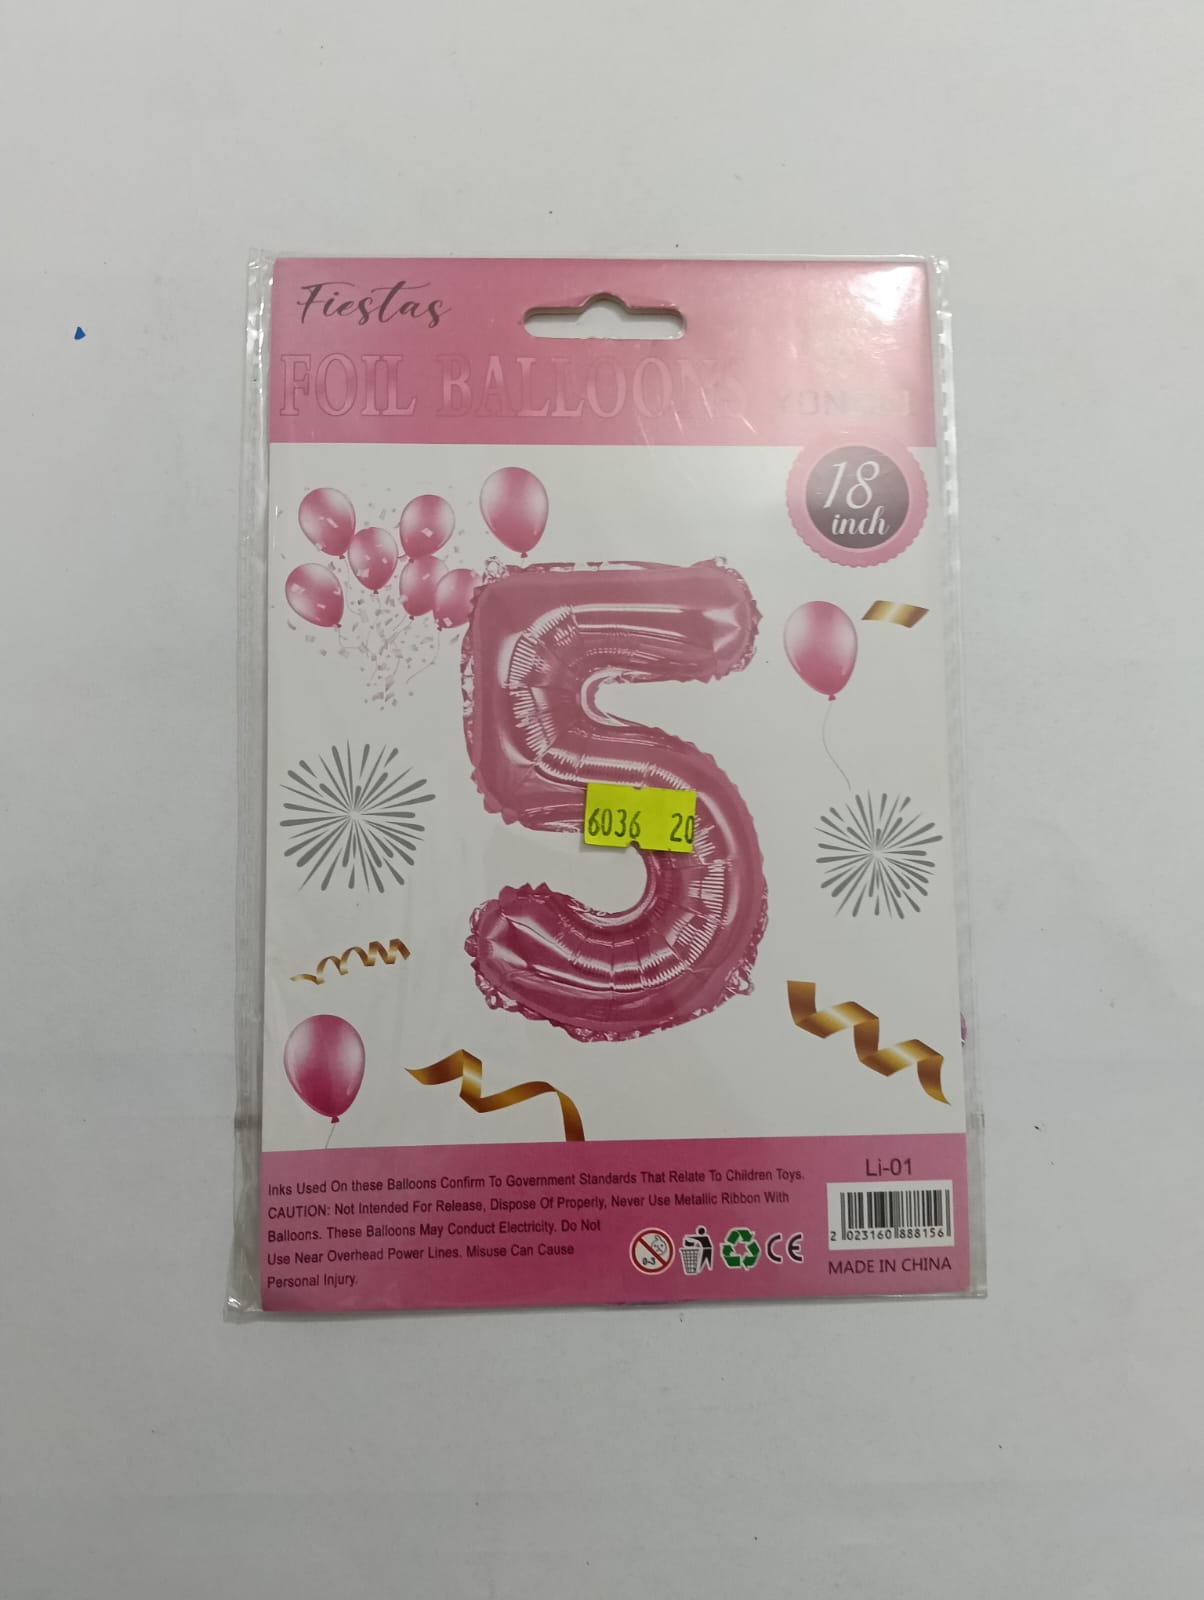 Fiestas
FOIL BALLOONS
18
inch
6036 20
Inks Used On these Balloons Confirm To Government Standards That Relate To Children Toys.
CAUTION: Not Intended For Release, Dispose Of Properly, Never Use Metallic Ribbon With
Balloons. These Balloons May Conduct Electricity. Do Not
Use Near Overhead Power Lines. Misuse Can Cause
Personal Injury.
0-3
CE
Li-01
2 023160 888156
MADE IN CHINA